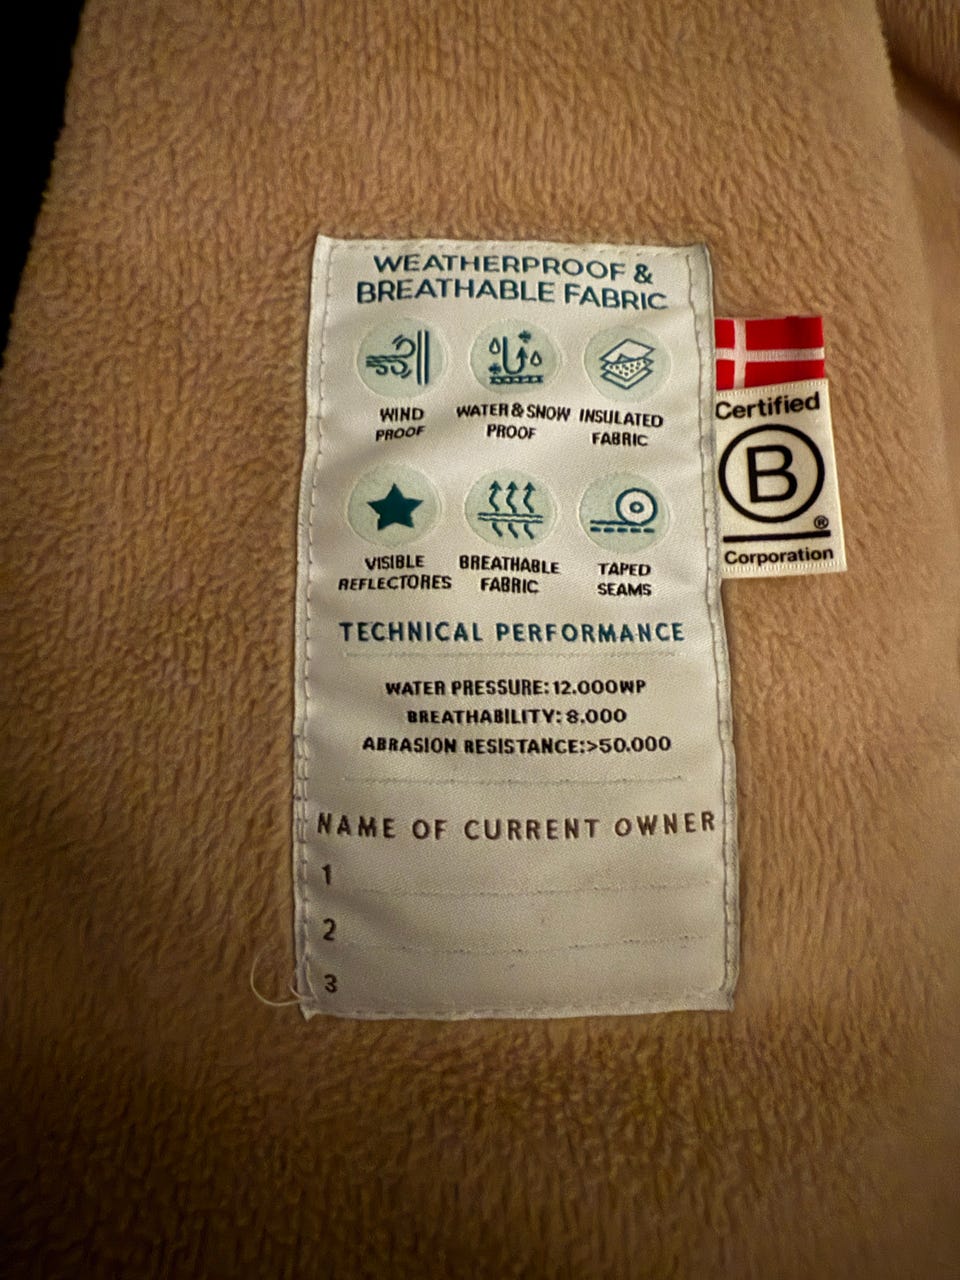 WEATHERPROOF &
BREATHABLE FABRIC
WIND
PROOF
WATER & SNOW
PROOF
INSULATED
FABRIC
VISIBLE
REFLECTORES
BREATHABLE
FABRIC
TAPED
SEAMS
TECHNICAL PERFORMANCE
WATER PRESSURE: 12.000WP
BREATHABILITY: 8.000
ABRASION RESISTANCE:>50.000
NAME OF CURRENT OWNER
1
2
3
Certified
B
®
Corporation